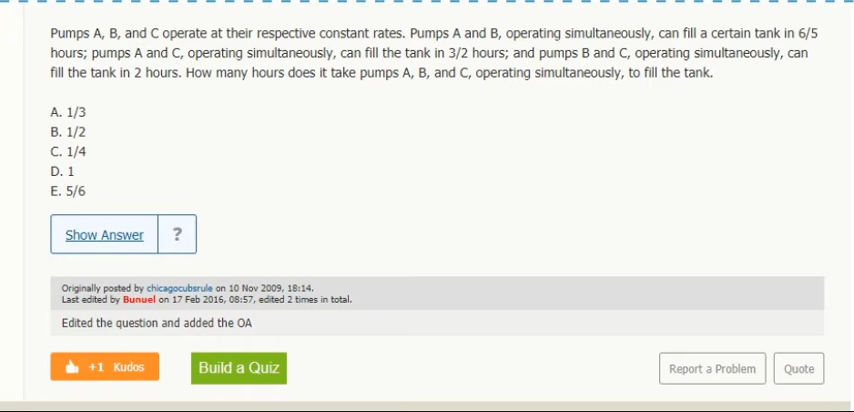 Pumps A, B, and C operate at their respective constant rates. Pumps A and B, operating simultaneously, can fill a certain tank in 6/5
hours; pumps A and C, operating simultaneously, can fill the tank in 3/2 hours; and pumps B and C, operating simultaneously, can
fill the tank in 2 hours. How many hours does it take pumps A, B, and C, operating simultaneously, to fill the tank.
A. 1/3
B. 1/2
C. 1/4
D. 1
E. 5/6
Show Answer ?
Originally posted by chicagocubsrule on 10 Nov 2009, 18:14.
Last edited by Bunuel on 17 Feb 2016, 08:57, edited 2 times in total.
Edited the question and added the OA
+1 Kudos Build a Quiz Report a Problem Quote